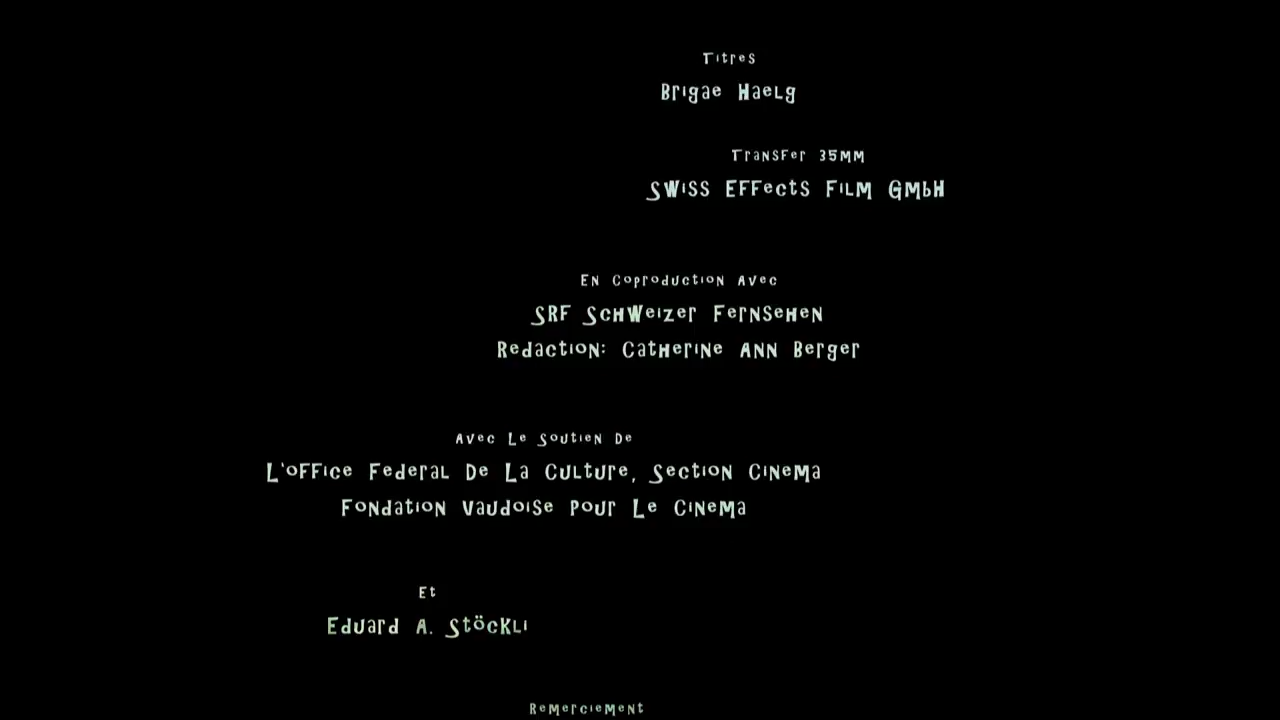 Titres
Brigae Haelg
Transfer 35MM
Swiss Effects Film GmbH
En Coproduction Avec
SRF Schweizer Fernsehen
Redaction: Catherine Ann Berger
Avec Le Soutien De
L'office Federal De La Culture, Section Cinema
Fondation Vaudoise Pour Le Cinema
Et
Eduard A. Stöckli
Remerciement